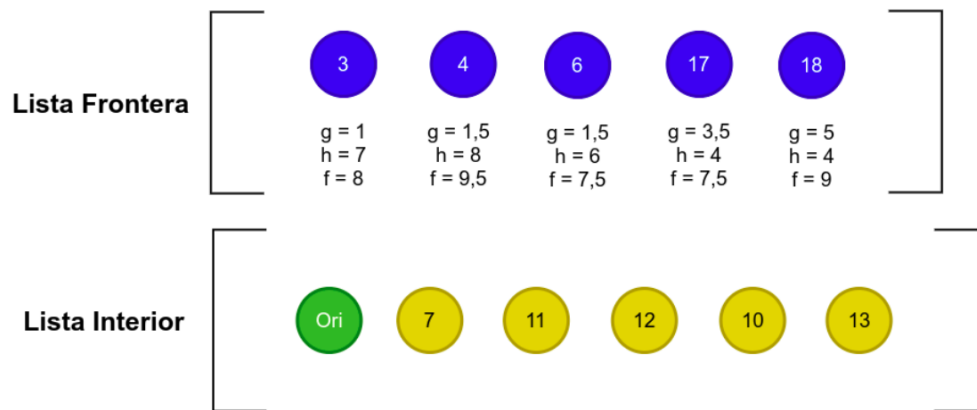 3 4 6 17 18
Lista Frontera
g = 1 g = 1,5 g = 1,5 g = 3,5 g = 5
h = 7 h = 8 h = 6 h = 4 h = 4
f = 8 f = 9,5 f = 7,5 f = 7,5 f = 9
Lista Interior
Ori 7 11 12 10 13